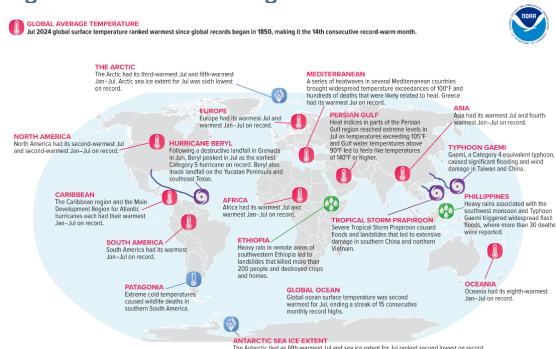 GLOBAL AVERAGE TEMPERATURE
Jul 2024 global surface temperature ranked warmest since global records began in 1850, making it the 14th consecutive record-warm month.
NOAA
THE ARCTIC
The Arctic had its third-warmest Jul and fifth-warmest
Jan–Jul. Arctic sea ice extent for Jul was sixth lowest
on record.
MEDITERRANEAN
A series of heatwaves in several Mediterranean countries
brought widespread temperature exceedances of 100°F and
hundreds of deaths that were likely related to heat. Greece
had its warmest Jul on record.
EUROPE
Europe had its warmest Jul and
warmest Jan–Jul on record.
PERSIAN GULF
Heat indices in parts of the Persian
Gulf region reached extreme levels in
Jul as temperatures exceeding 105°F
and Gulf water temperatures above
90°F led to feels-like temperatures
of 140°F or higher.
ASIA
Asia had its warmest Jul and fourth-
warmest Jan–Jul on record.
NORTH AMERICA
North America had its second-warmest Jul
and second-warmest Jan–Jul on record.
HURRICANE BERYL
Following a destructive landfall in Grenada
in Jun, Beryl peaked in Jul as the earliest
Category 5 hurricane on record. Beryl also
made landfall on the Yucatan Peninsula and
southeast Texas.
TYPHOON GAEMI
Gaemi, a Category 4 equivalent typhoon,
caused significant flooding and wind
damage in Taiwan and China.
CARIBBEAN
The Caribbean region and the Main
Development Region for Atlantic
hurricanes each had their warmest
Jan–Jul on record.
AFRICA
Africa had its warmest Jul and
warmest Jan–Jul on record.
PHILLIPPINES
Heavy rains associated with the
southwest monsoon and Typhoon
Gaemi triggered widespread flash
floods, where more than 30 deaths
were reported.
TROPICAL STORM PRAPIROON
Severe Tropical Storm Prapiroon caused
floods and landslides that led to extensive
damage in southern China and northern
Vietnam.
SOUTH AMERICA
South America had its warmest
Jan–Jul on record.
ETHIOPIA
Heavy rain in remote areas of
southwestern Ethiopia led to
landslides that killed more than
200 people and destroyed crops
and homes.
PATAGONIA
Extreme cold temperatures
caused wildlife deaths in
southern South America.
GLOBAL OCEAN
Global ocean surface temperature was second
warmest for Jul, ending a streak of 15 consecutive
monthly record highs.
OCEANIA
Oceania had its eighth-warmest
Jan–Jul on record.
ANTARCTIC SEA ICE EXTENT
The Antarctic tied as fifth-warmest Jul and sea ice extent for Jul ranked second lowest on record.